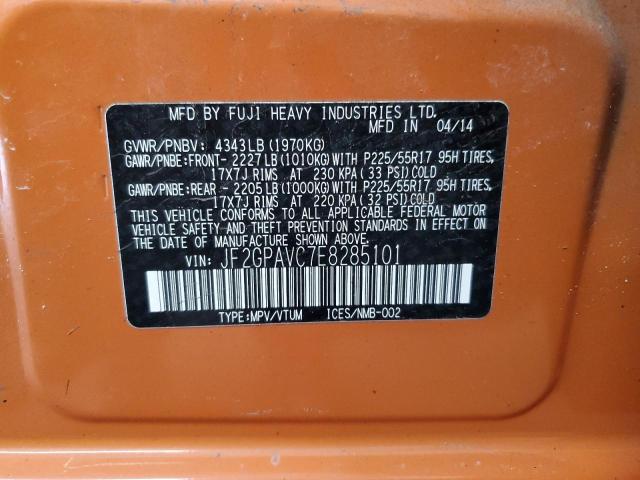 MFD BY FUJI HEAVY INDUSTRIES LTD.
MFD IN 04/14
GVWR/PNBV: 4343LB(1970KG)
GAWR/PNBE:FRONT- 2227LB(1010KG)WITH P225/55R17 95H TIRES,
17X7J RIMS AT 230 KPA(33 PSI)COLD
GAWR/PNBE:REAR - 2205LB(1000KG)WITH P225/55R17 95H TIRES,
17X7J RIMS AT 220 KPA(32 PSI)COLD
THIS VEHICLE CONFORMS TO ALL APPLICABLE FEDERAL MOTOR
VEHICLE SAFETY AND THEFT PREVENTION STANDARDS IN EFFECT ON
THE DATE OF MANUFACTURE SHOWN ABOVE.
VIN: JF2GPAVC7E8285101
TYPE:MPV/VTUM ICES/NMB-002